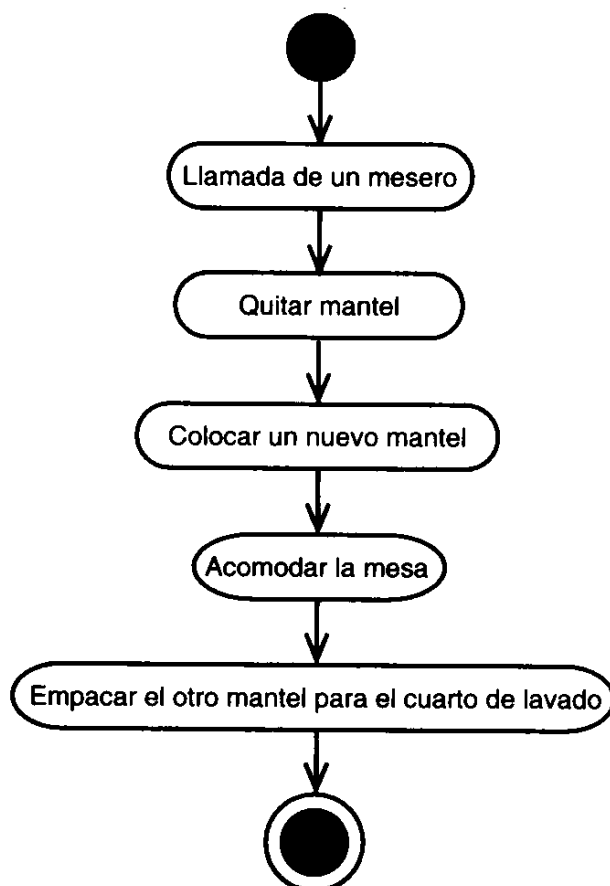 Llamada de un mesero
Quitar mantel
Colocar un nuevo mantel
Acomodar la mesa
Empacar el otro mantel para el cuarto de lavado